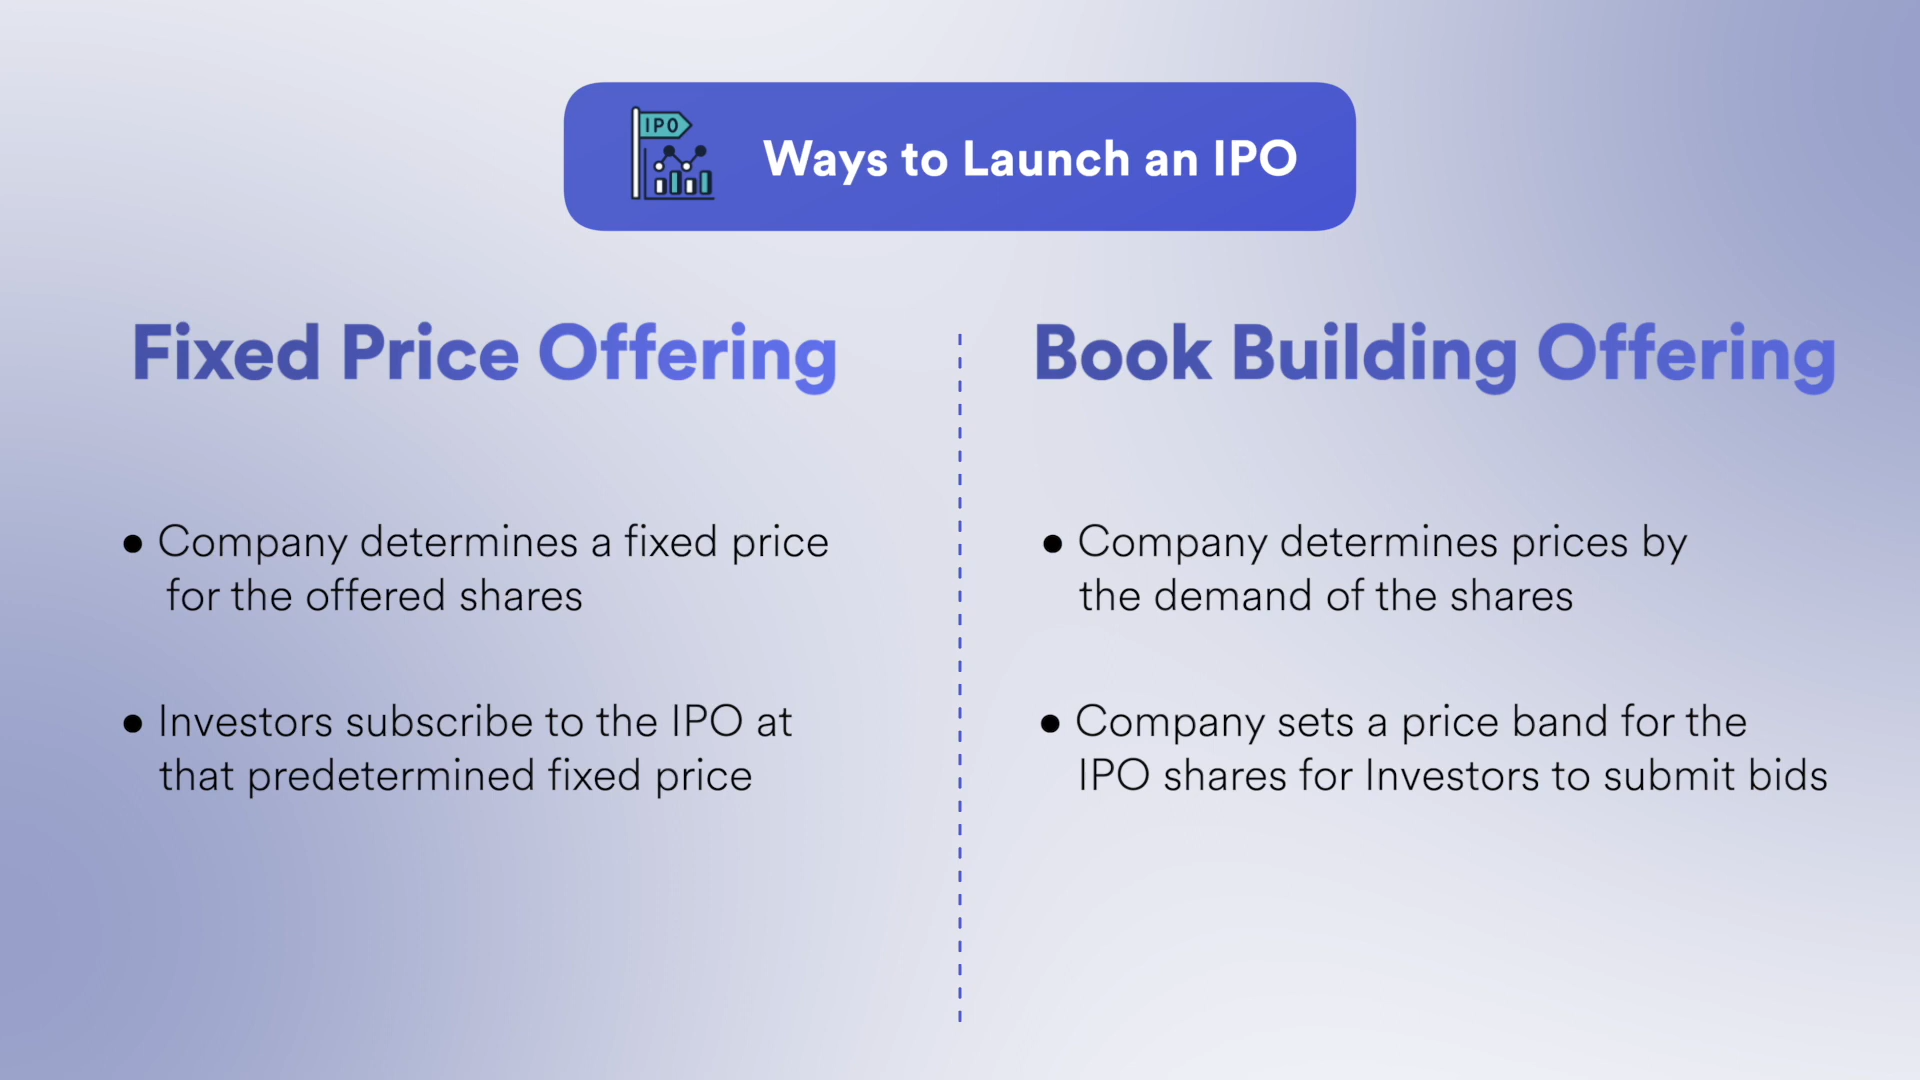 IPO
Ways to Launch an IPO
Fixed Price Offering
● Company determines a fixed price
for the offered shares
● Investors subscribe to the IPO at
that predetermined fixed price
Book Building Offering
● Company determines prices by
the demand of the shares
● Company sets a price band for the
IPO shares for Investors to submit bids